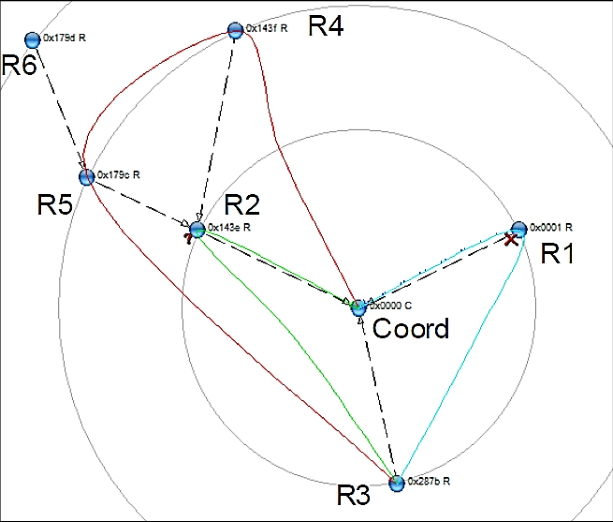 0x143f R
R4
0x179d R
R6
0x179c R
R5
R2
0x143e R
?
0x0001 R
R1
0x0000 C
Coord
0x287b R
R3